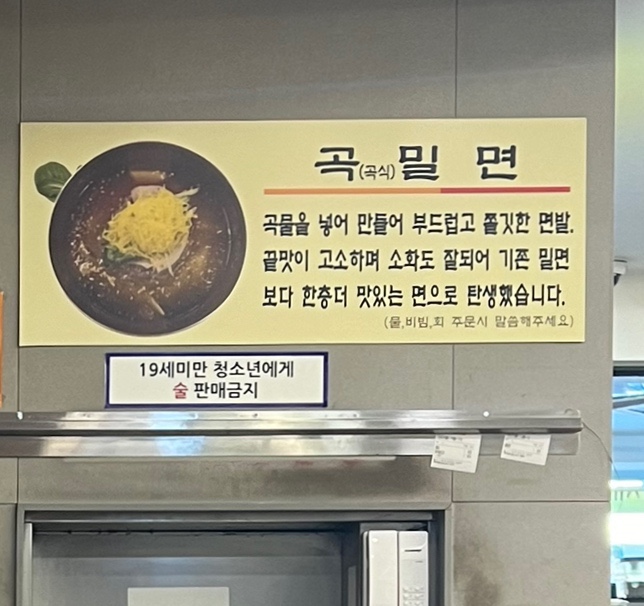 곡(곡식)밀 면
곡물을 넣어 만들어 부드럽고 쫄깃한 면발.
끝맛이 고소하며 소화도 잘되어 기존 밀면
보다 한층더 맛있는 면으로 탄생했습니다.
(물,비빔,회 주문시 말씀해주세요)
19세미만 청소년에게
술 판매금지